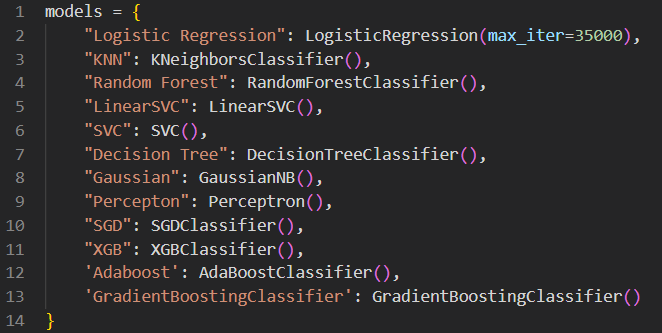 1 models = {
2     "Logistic Regression": LogisticRegression(max_iter=35000),
3     "KNN": KNeighborsClassifier(),
4     "Random Forest": RandomForestClassifier(),
5     "LinearSVC": LinearSVC(),
6     "SVC": SVC(),
7     "Decision Tree": DecisionTreeClassifier(),
8     "Gaussian": GaussianNB(),
9     "Percepton": Perceptron(),
10     "SGD": SGDClassifier(),
11     "XGB": XGBClassifier(),
12     'Adaboost': AdaBoostClassifier(),
13     'GradientBoostingClassifier': GradientBoostingClassifier()
14 }